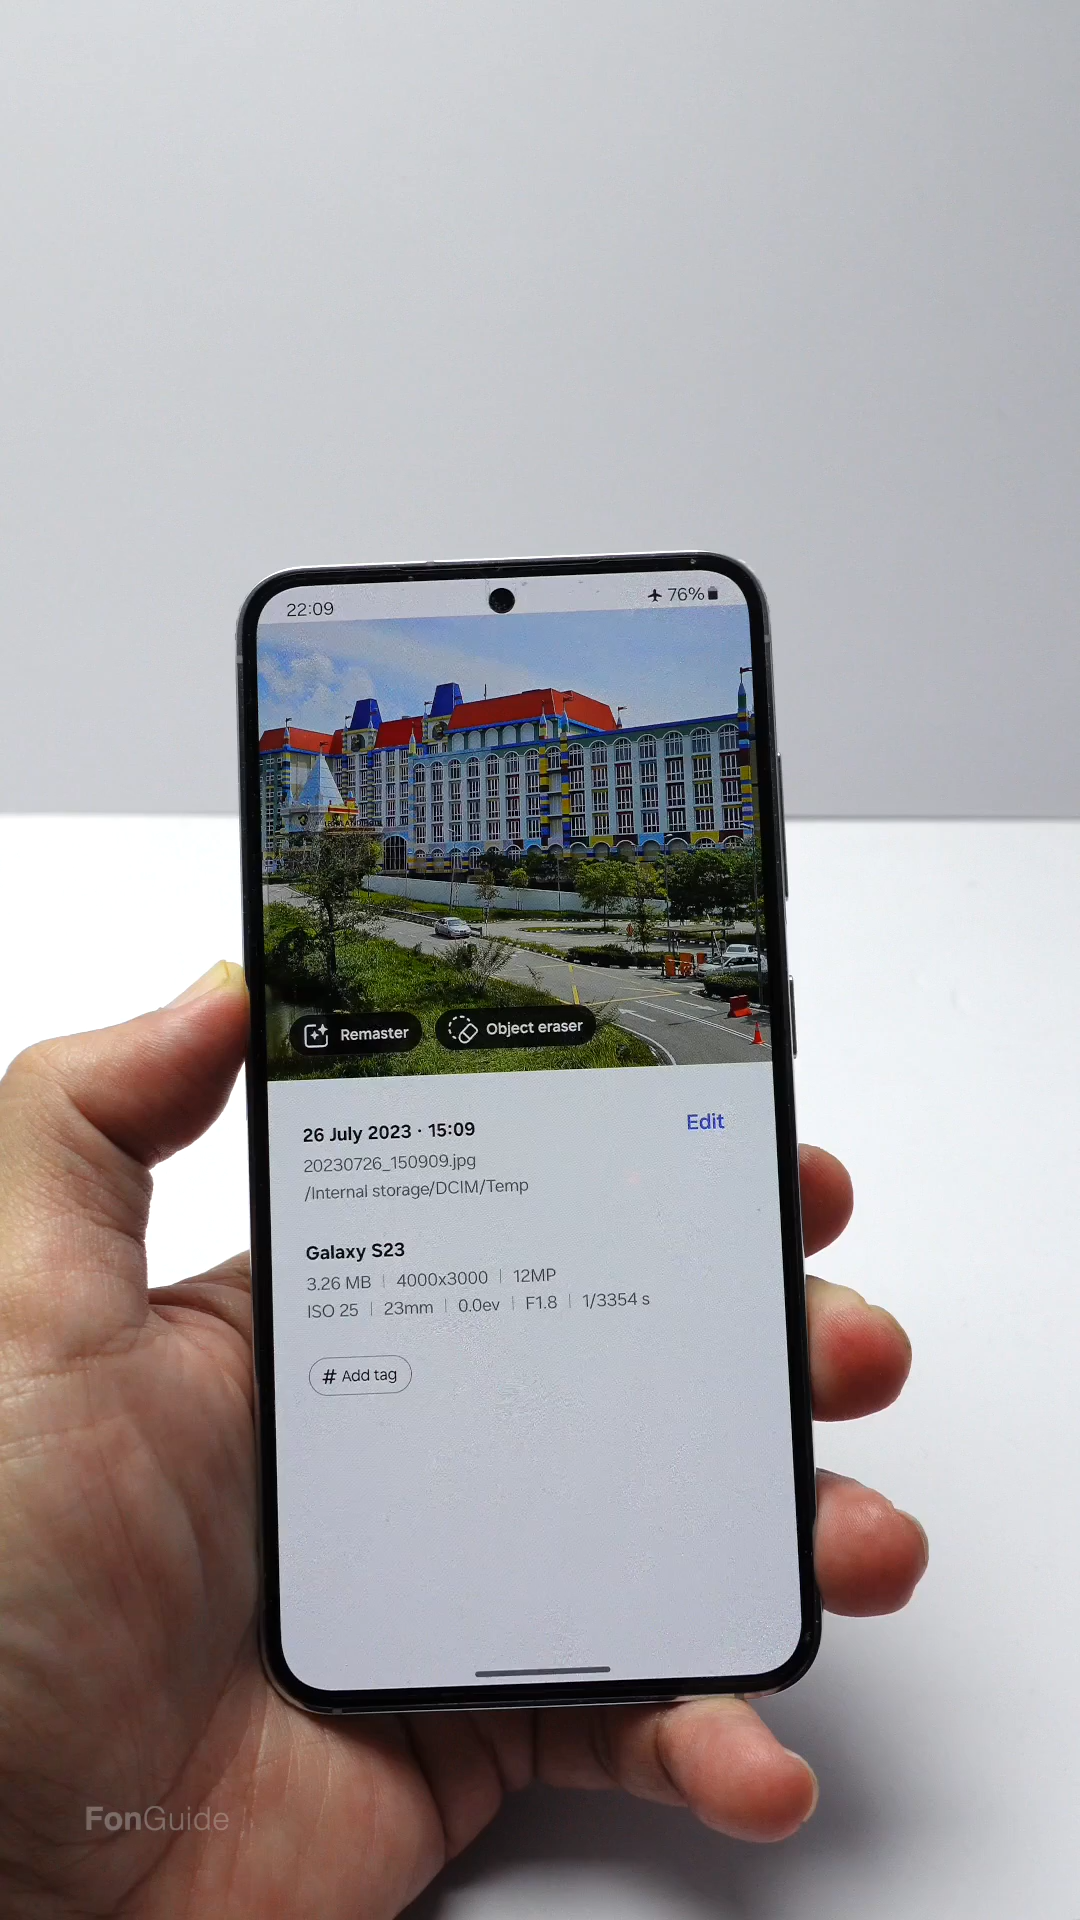 22:09
76%
Remaster
Object eraser
26 July 2023 · 15:09
Edit
20230726_150909.jpg
/Internal storage/DCIM/Temp
Galaxy S23
3.26 MB | 4000x3000 | 12MP
ISO 25 | 23mm | 0.0ev | F1.8 | 1/3354 s
# Add tag
FonGuide